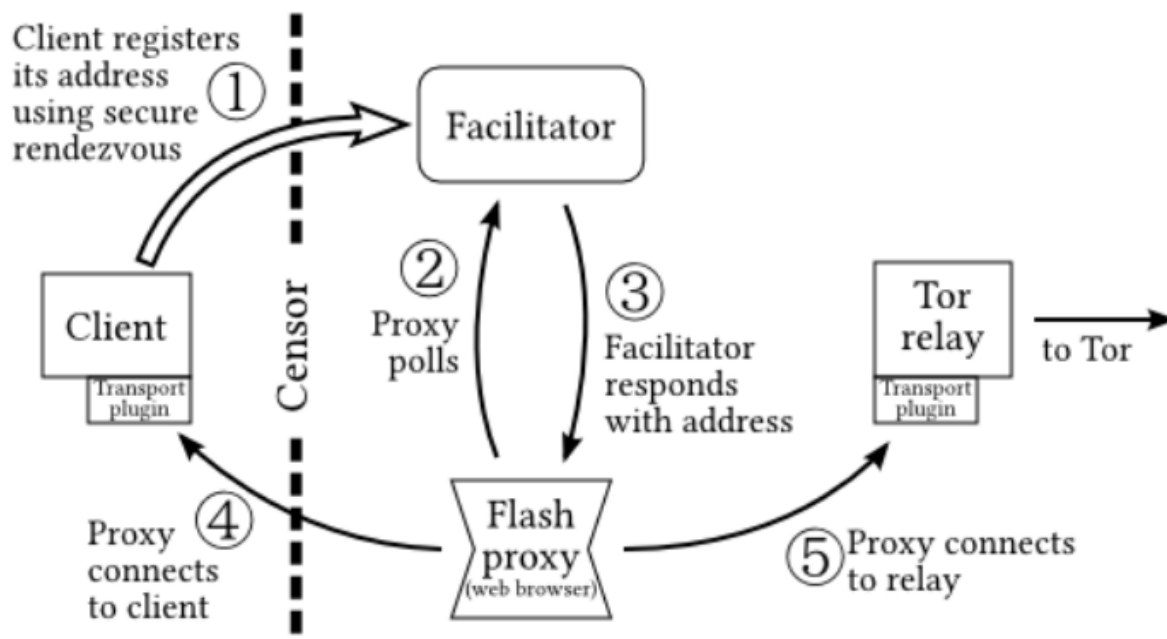 Client registers
its address
using secure
rendezvous
①
Facilitator
Client
Transport
plugin
Censor
②
Proxy
polls
③
Facilitator
responds
with address
Tor
relay
Transport
plugin
to Tor
④
Proxy
connects
to client
Flash
proxy
(web browser)
⑤
Proxy connects
to relay